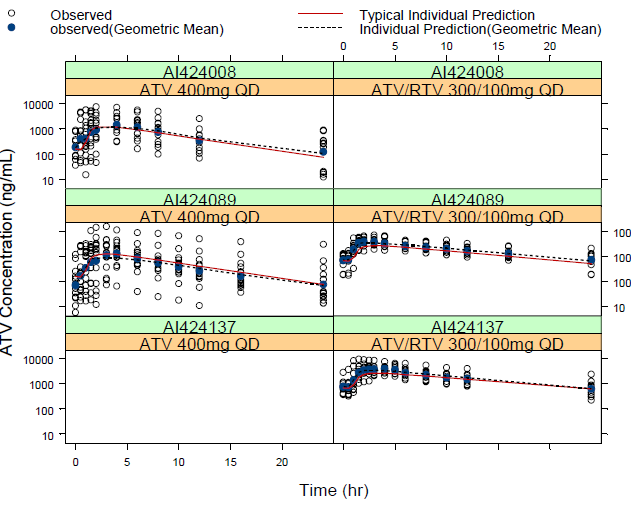 Observed
Typical Individual Prediction
observed(Geometric Mean)
Individual Prediction(Geometric Mean)
0 5 10 20
AI424008 AI424008
ATV 400mg QD ATV/RTV 300/100mg QD
10000
1000
100
10
AI424089 AI424089
ATV 400mg QD ATV/RTV 300/100mg QD
100
100
100
10
AI424137 AI424137
ATV 400mg QD ATV/RTV 300/100mg QD
10000
1000
100
10
0 5 10 15 20
ATV Concentration (ng/mL)
Time (hr)